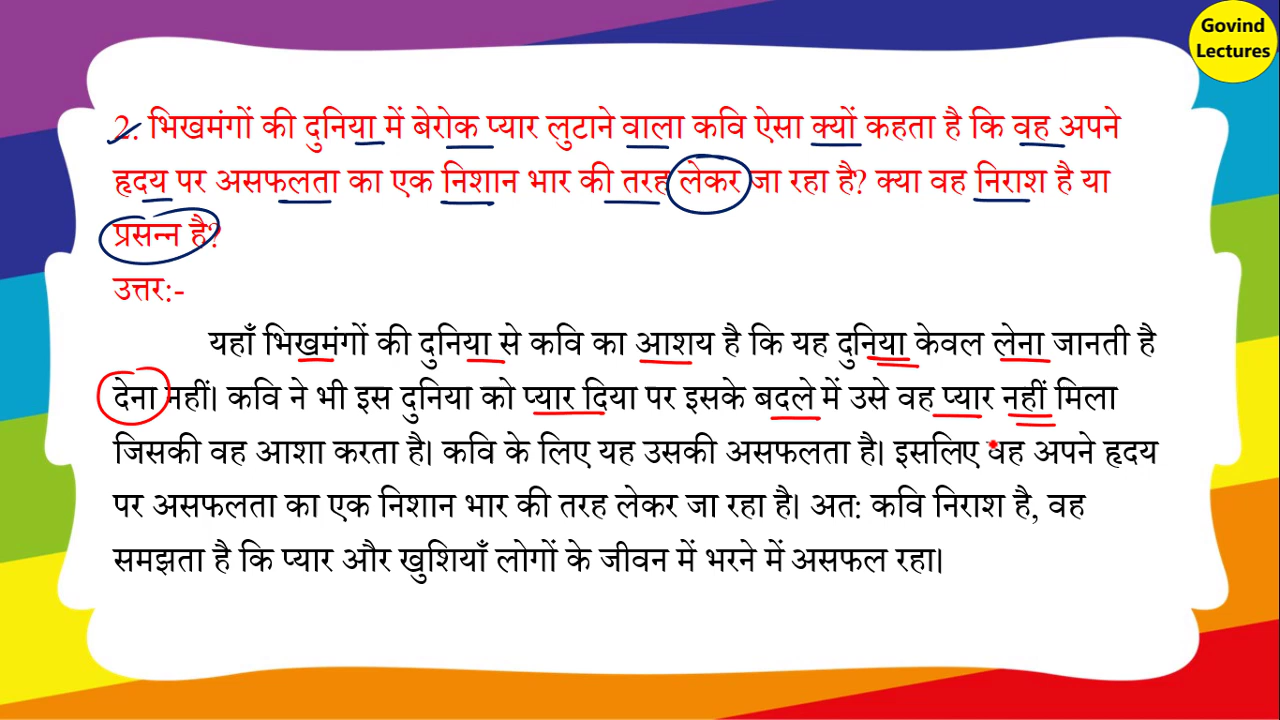 Govind
Lectures
2. भिखमंगों की दुनिया में बेरोक प्यार लुटाने वाला कवि ऐसा क्यों कहता है कि वह अपने
हृदय पर असफलता का एक निशान भार की तरह लेकर जा रहा है? क्या वह निराश है या
प्रसन्न है?
उत्तर:-
यहाँ भिखमंगों की दुनिया से कवि का आशय है कि यह दुनिया केवल लेना जानती है
देना नहीं। कवि ने भी इस दुनिया को प्यार दिया पर इसके बदले में उसे वह प्यार नहीं मिला
जिसकी वह आशा करता है। कवि के लिए यह उसकी असफलता है। इसलिए वह अपने हृदय
पर असफलता का एक निशान भार की तरह लेकर जा रहा है। अत: कवि निराश है, वह
समझता है कि प्यार और खुशियाँ लोगों के जीवन में भरने में असफल रहा।